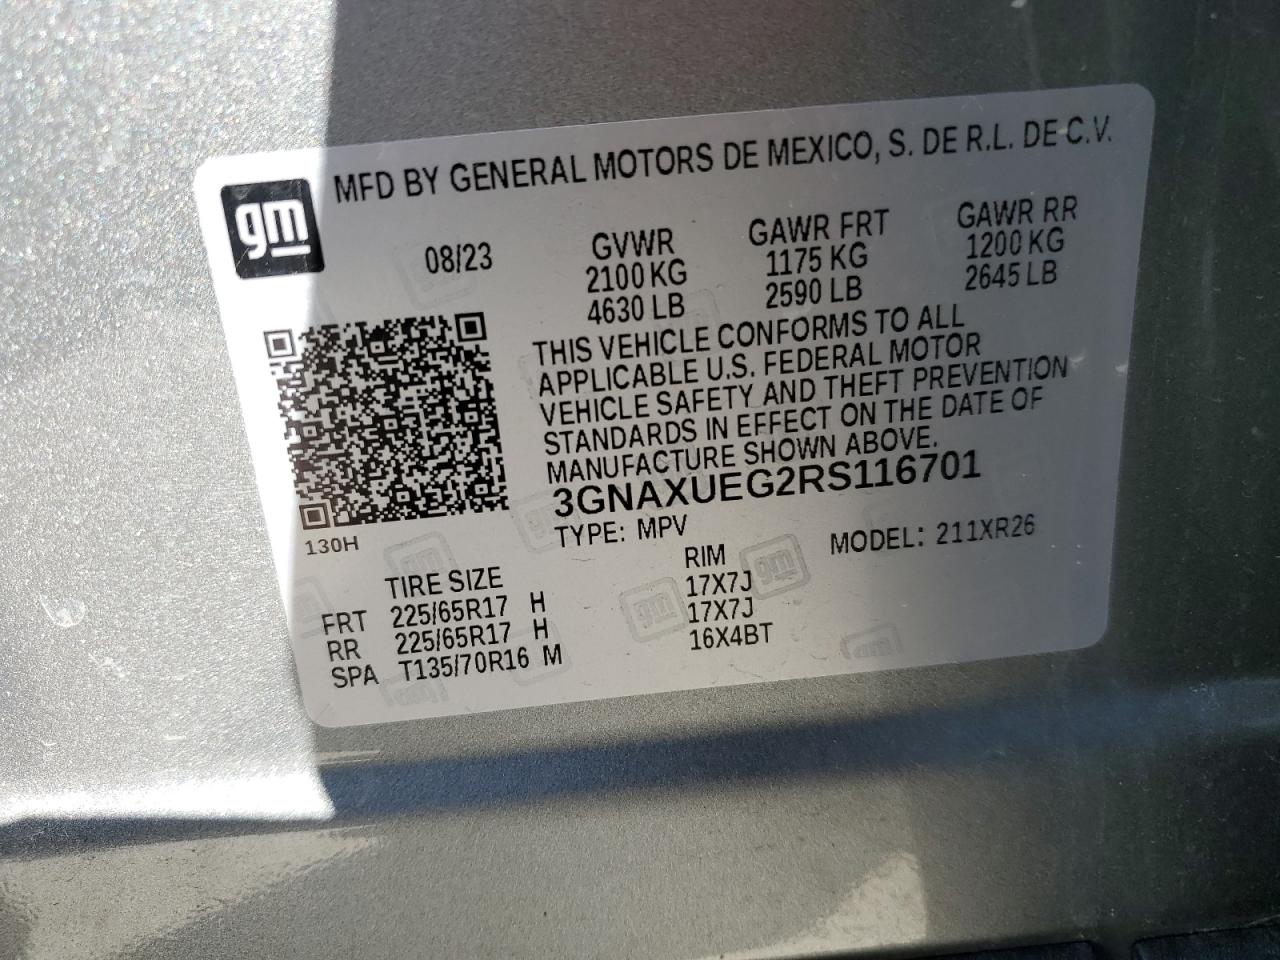 gm
MFD BY GENERAL MOTORS DE MEXICO, S. DE R.L. DE C.V.
08/23 GVWR GAWR FRT GAWR RR
2100 KG 1175 KG 1200 KG
4630 LB 2590 LB 2645 LB
THIS VEHICLE CONFORMS TO ALL
APPLICABLE U.S. FEDERAL MOTOR
VEHICLE SAFETY AND THEFT PREVENTION
STANDARDS IN EFFECT ON THE DATE OF
MANUFACTURE SHOWN ABOVE.
3GNAXUEG2RS116701
130H
TYPE: MPV MODEL: 211XR26
TIRE SIZE RIM
FRT 225/65R17 H 17X7J
RR 225/65R17 H 17X7J
SPA T135/70R16 M 16X4BT